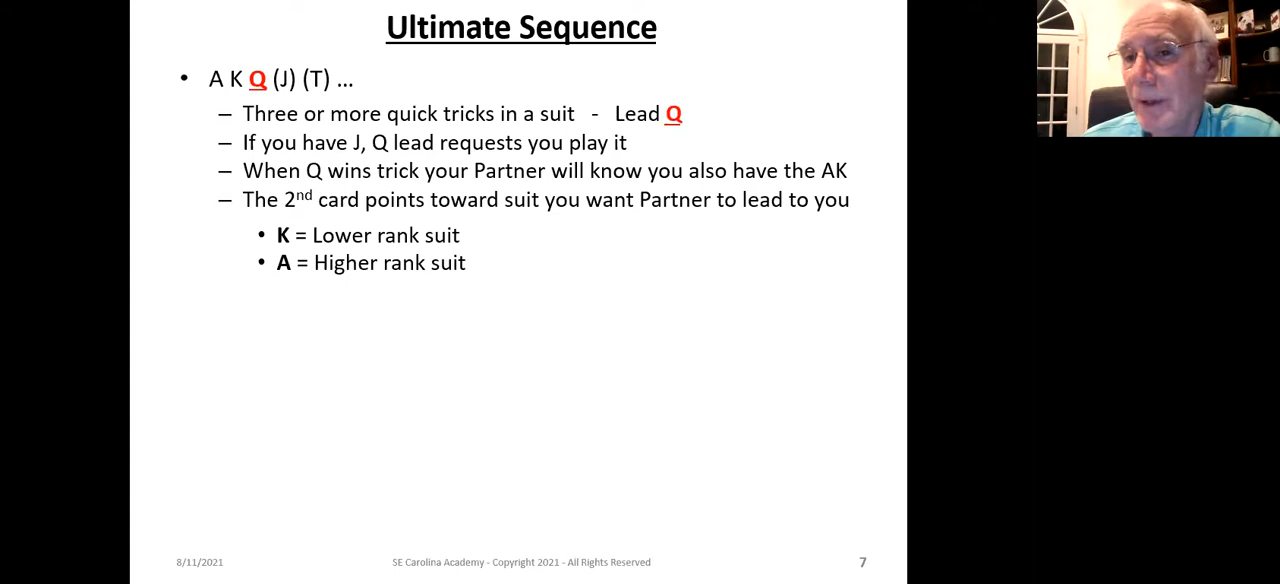 Ultimate Sequence
• A K Q (J) (T) ...
– Three or more quick tricks in a suit - Lead Q
– If you have J, Q lead requests you play it
– When Q wins trick your Partner will know you also have the AK
– The 2nd card points toward suit you want Partner to lead to you
• K = Lower rank suit
• A = Higher rank suit
8/11/2021
SE Carolina Academy - Copyright 2021 - All Rights Reserved
7